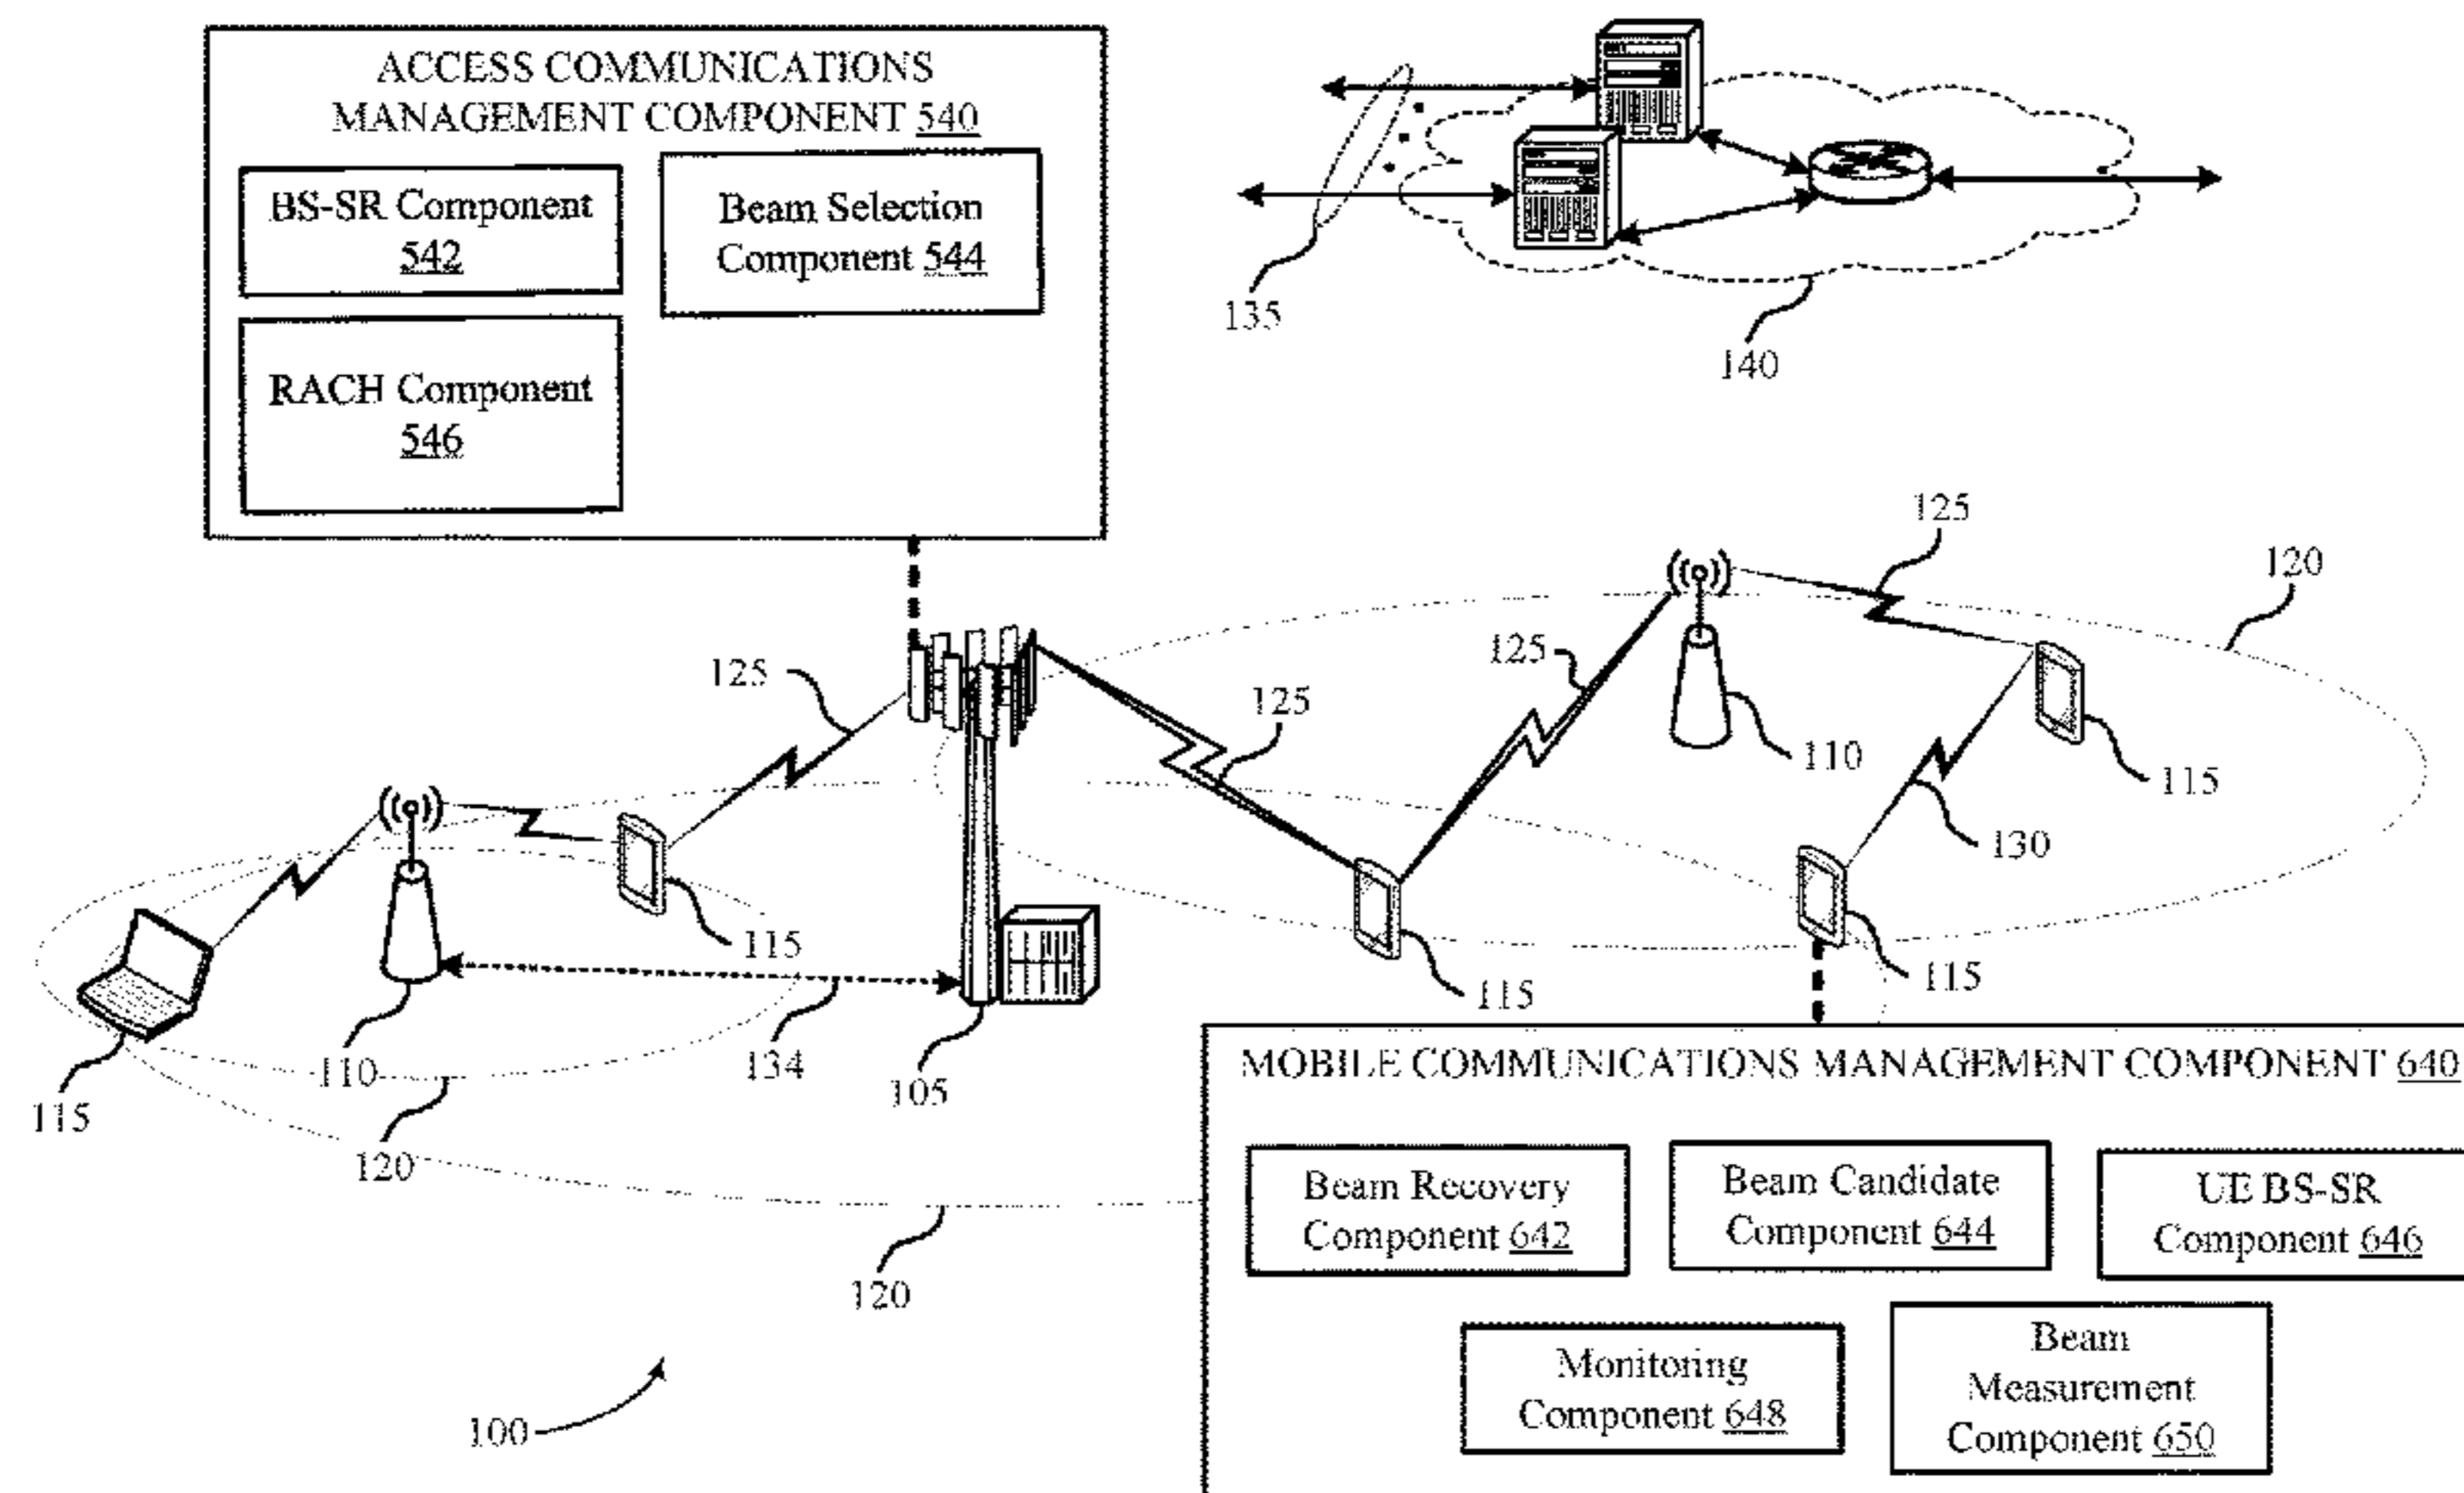 ACCESS COMMUNICATIONS
MANAGEMENT COMPONENT 540
BS-SR Component
542
Beam Selection
Component 544
RACH Component
546
135
140
125
120
125
125
125
110
115
130
115
115
115
134
105
110
115
120
120
100
MOBILE COMMUNICATIONS MANAGEMENT COMPONENT 640
Beam Recovery
Component 642
Beam Candidate
Component 644
UE BS-SR
Component 646
Monitoring
Component 648
Beam
Measurement
Component 650